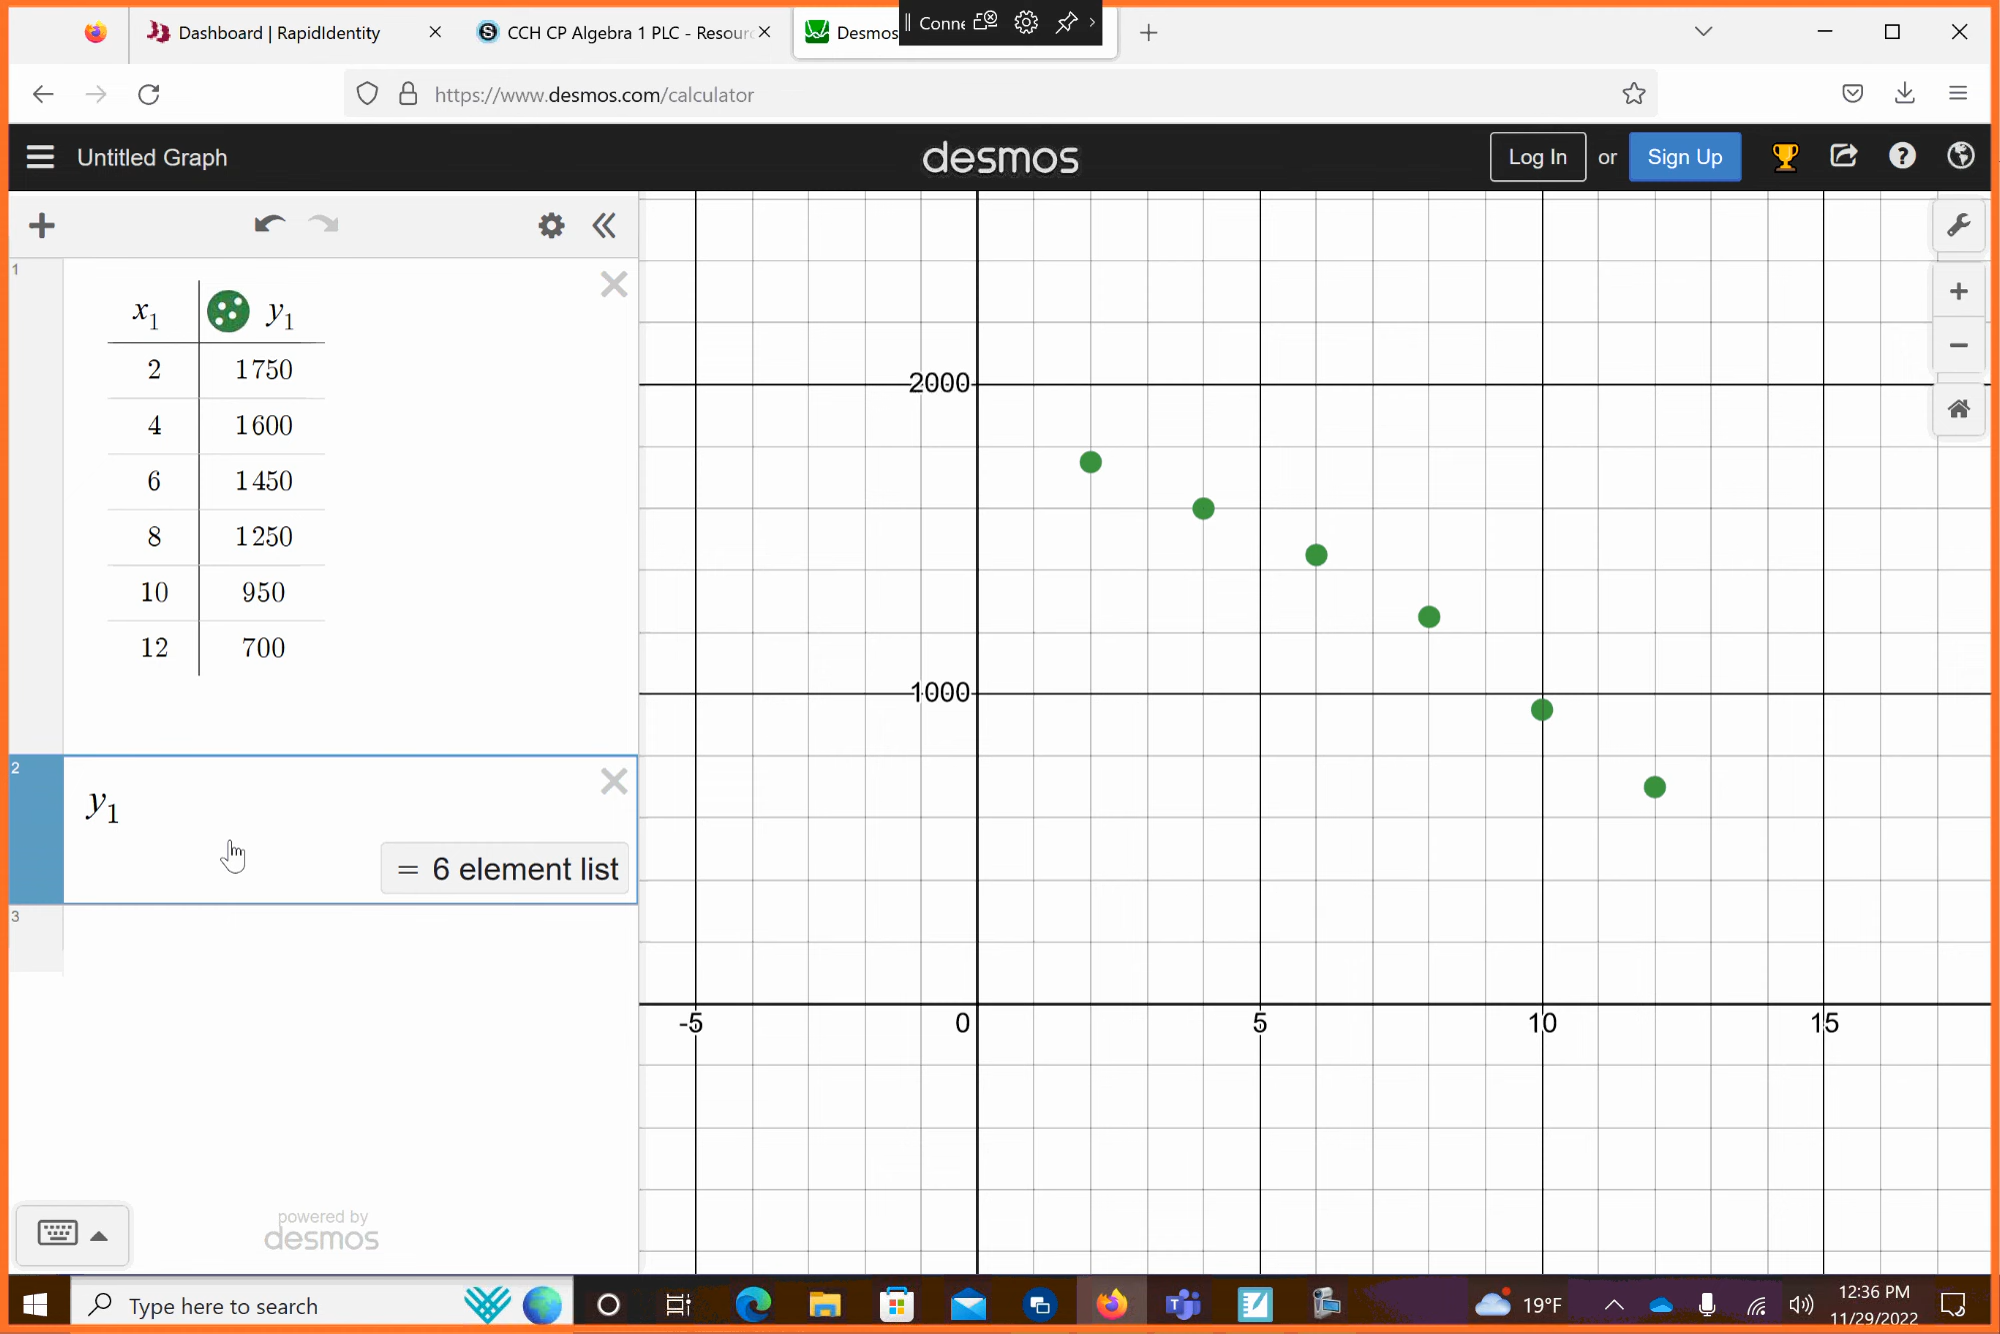 Dashboard | RapidIdentity
CCH CP Algebra 1 PLC - Resour
Desmos
Conne
https://www.desmos.com/calculator
Untitled Graph
desmos
Log In or Sign Up
1
x₁ y₁
2 1750
4 1600
6 1450
8 1250
10 950
12 700
2
y₁
= 6 element list
3
powered by
desmos
2000
1000
-5 0 5 10 15
Type here to search
19°F
12:36 PM
11/29/2022